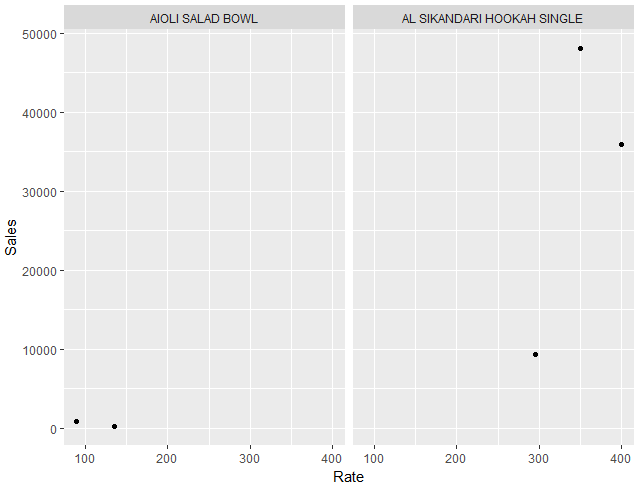 AIOLI SALAD BOWL
AL SIKANDARI HOOKAH SINGLE
50000
40000
30000
20000
10000
0
Sales
100 200 300 400
100 200 300 400
Rate